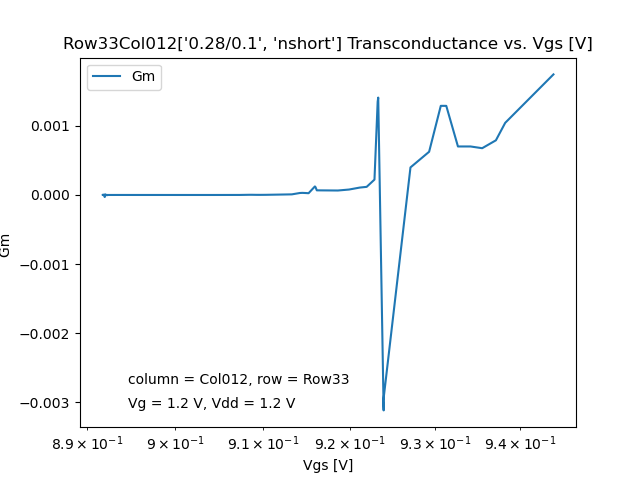 Row33Col012['0.28/0.1', 'nshort'] Transconductance vs. Vgs [V]
Gm
0.001
0.000
−0.001
−0.002
−0.003
Gm
column = Col012, row = Row33
Vg = 1.2 V, Vdd = 1.2 V
8.9 × 10⁻¹ 9 × 10⁻¹ 9.1 × 10⁻¹ 9.2 × 10⁻¹ 9.3 × 10⁻¹ 9.4 × 10⁻¹
Vgs [V]